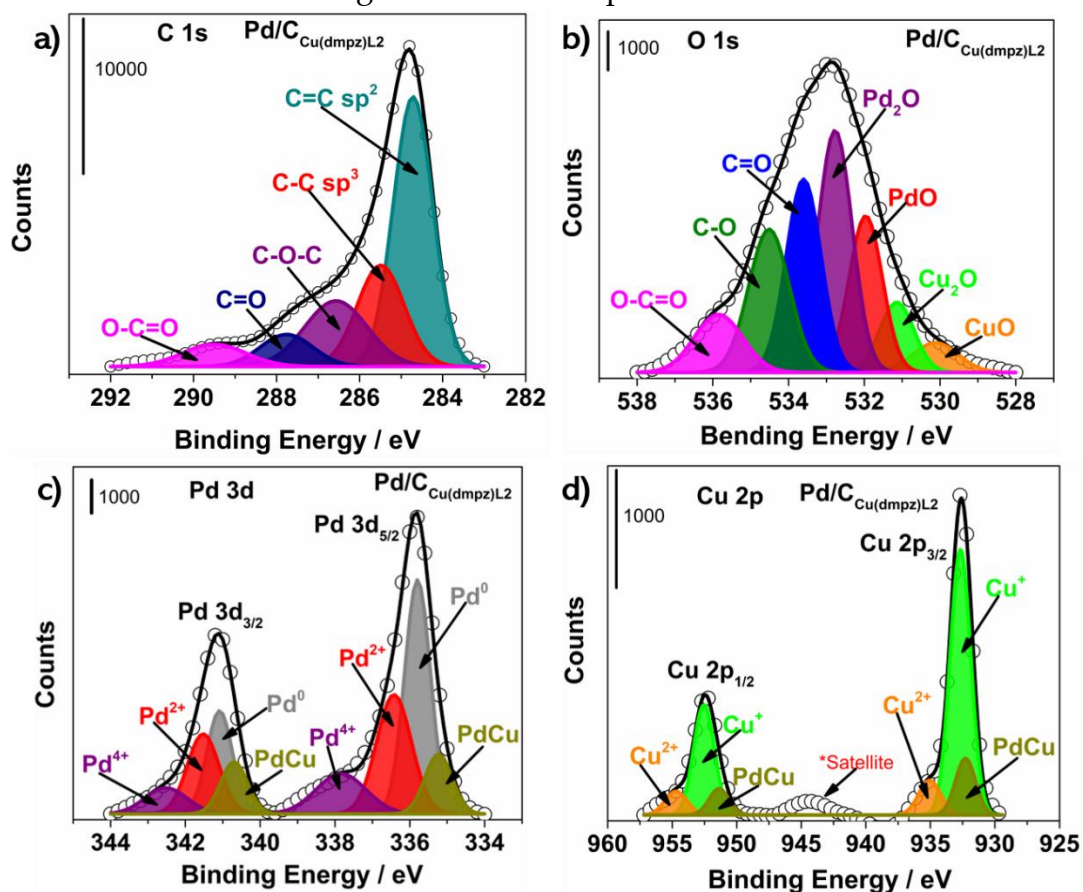 a)
C 1s
Pd/C_Cu(dmpz)L2
10000
C=C sp²
C-C sp³
C-O-C
C=O
O-C=O
Counts
292 290 288 286 284 282
Binding Energy / eV
b)
1000
O 1s
Pd/C_Cu(dmpz)L2
Pd₂O
C=O
PdO
C-O
Cu₂O
O-C=O
CuO
Counts
538 536 534 532 530 528
Bending Energy / eV
c)
1000
Pd 3d
Pd/C_Cu(dmpz)L2
Pd 3d₅/₂
Pd⁰
Pd 3d₃/₂
Pd²⁺
Pd²⁺
Pd⁰
Pd⁴⁺
PdCu
Pd⁴⁺
PdCu
Counts
344 342 340 338 336 334
Binding Energy / eV
d)
1000
Cu 2p
Pd/C_Cu(dmpz)L2
Cu 2p₃/₂
Cu⁺
Cu 2p₁/₂
Cu²⁺
Cu⁺
Cu²⁺
PdCu
*Satellite
PdCu
Counts
960 955 950 945 940 935 930 925
Binding Energy / eV